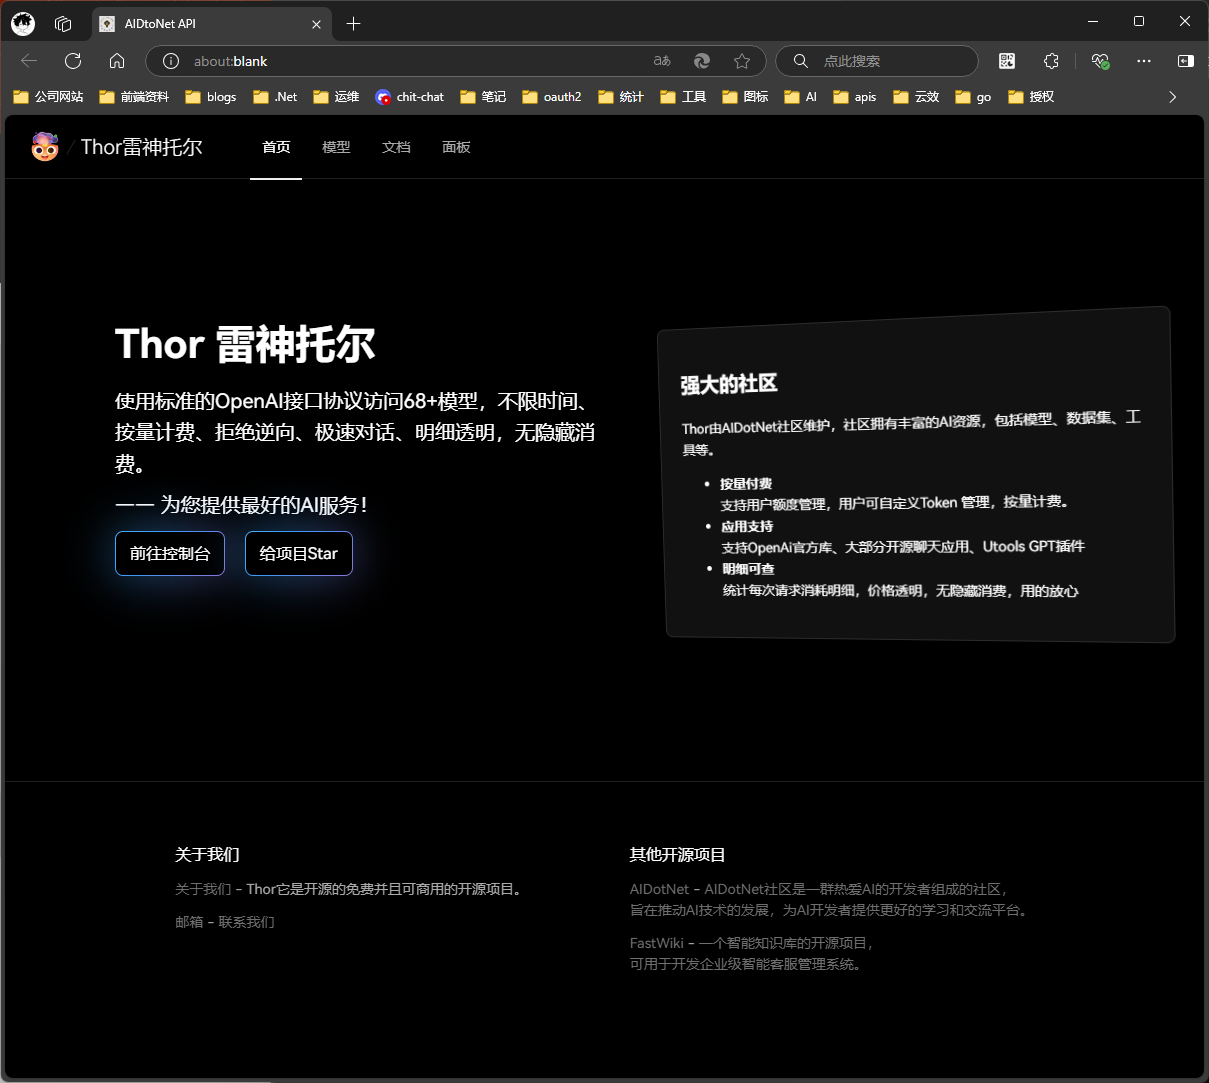 AIDtoNet API
about:blank
aあ
点此搜索
公司网站
前端资料
blogs
.Net
运维
chit-chat
笔记
oauth2
统计
工具
图标
AI
apis
云效
go
授权
/ Thor雷神托尔
首页
模型
文档
面板
Thor 雷神托尔
使用标准的OpenAI接口协议访问68+模型，不限时间、
按量计费、拒绝逆向、极速对话、明细透明，无隐藏消
费。
—— 为您提供最好的AI服务！
前往控制台
给项目Star
强大的社区
Thor由AIDotNet社区维护，社区拥有丰富的AI资源，包括模型、数据集、工
具等。
• 按量付费
支持用户额度管理，用户可自定义Token 管理，按量计费。
• 应用支持
支持OpenAi官方库、大部分开源聊天应用、Utools GPT插件
• 明细可查
统计每次请求消耗明细，价格透明，无隐藏消费，用的放心
关于我们
关于我们 - Thor它是开源的免费并且可商用的开源项目。
邮箱 - 联系我们
其他开源项目
AIDotNet - AIDotNet社区是一群热爱AI的开发者组成的社区，
旨在推动AI技术的发展，为AI开发者提供更好的学习和交流平台。
FastWiki - 一个智能知识库的开源项目，
可用于开发企业级智能客服管理系统。